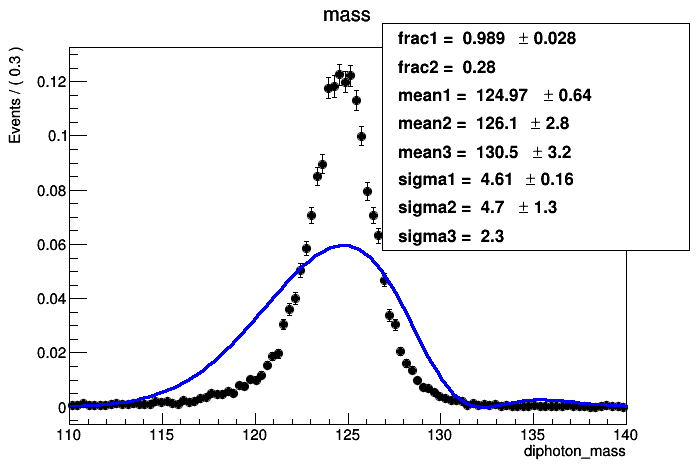 mass
frac1 = 0.989 ± 0.028
frac2 = 0.28
mean1 = 124.97 ± 0.64
mean2 = 126.1 ± 2.8
mean3 = 130.5 ± 3.2
sigma1 = 4.61 ± 0.16
sigma2 = 4.7 ± 1.3
sigma3 = 2.3
Events / ( 0.3 )
0.12
0.1
0.08
0.06
0.04
0.02
0
110 115 120 125 130 135 140
diphoton_mass